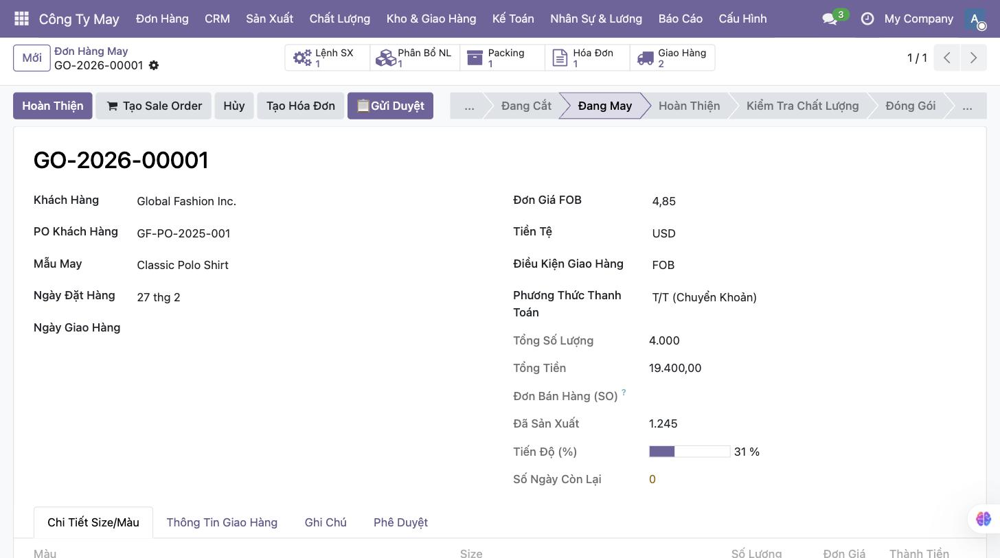 Công Ty May Đơn Hàng CRM Sản Xuất Chất Lượng Kho & Giao Hàng Kế Toán Nhân Sự & Lương Báo Cáo Cấu Hình 3 My Company A
Mới
Đơn Hàng May
GO-2026-00001
Lệnh SX
1
Phân Bổ NL
1
Packing
1
Hóa Đơn
1
Giao Hàng
2
1 / 1
Hoàn Thiện Tạo Sale Order Hủy Tạo Hóa Đơn Gửi Duyệt ... Đang Cắt Đang May Hoàn Thiện Kiểm Tra Chất Lượng Đóng Gói ...
GO-2026-00001
Khách Hàng Global Fashion Inc.
PO Khách Hàng GF-PO-2025-001
Mẫu May Classic Polo Shirt
Ngày Đặt Hàng 27 thg 2
Ngày Giao Hàng
Đơn Giá FOB 4,85
Tiền Tệ USD
Điều Kiện Giao Hàng FOB
Phương Thức Thanh Toán T/T (Chuyển Khoản)
Tổng Số Lượng 4.000
Tổng Tiền 19.400,00
Đơn Bán Hàng (SO) ?
Đã Sản Xuất 1.245
Tiến Độ (%) 31 %
Số Ngày Còn Lại 0
Chi Tiết Size/Màu Thông Tin Giao Hàng Ghi Chú Phê Duyệt
Màu Size Số Lượng Đơn Giá Thành Tiền